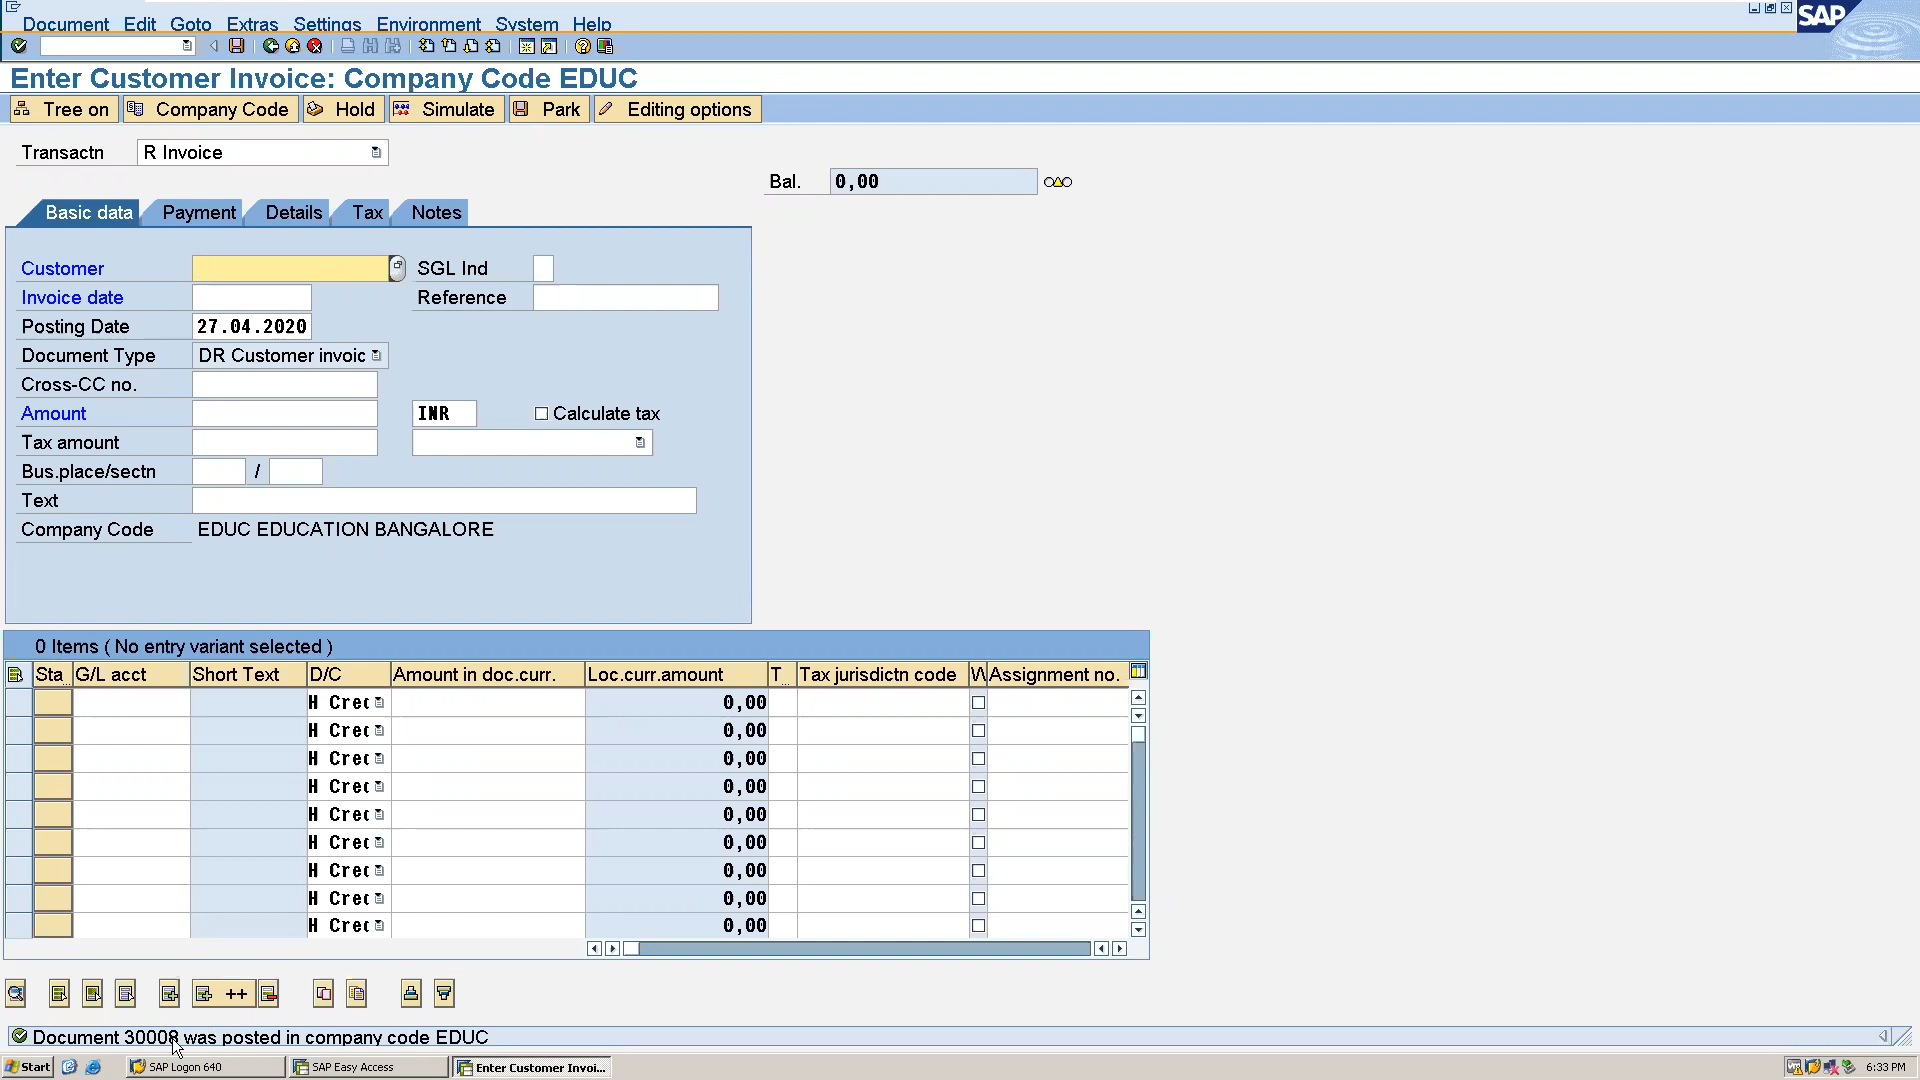 Document Edit Goto Extras Settings Environment System Help
SAP
Enter Customer Invoice: Company Code EDUC
Tree on Company Code Hold Simulate Park Editing options
Transactn R Invoice
Bal. 0,00
Basic data Payment Details Tax Notes
Customer SGL Ind
Invoice date Reference
Posting Date 27.04.2020
Document Type DR Customer invoic
Cross-CC no.
Amount INR Calculate tax
Tax amount
Bus.place/sectn /
Text
Company Code EDUC EDUCATION BANGALORE
0 Items ( No entry variant selected )
Sta... G/L acct Short Text D/C Amount in doc.curr. Loc.curr.amount T... Tax jurisdictn code W Assignment no.
H Crec 0,00
H Crec 0,00
H Crec 0,00
H Crec 0,00
H Crec 0,00
H Crec 0,00
H Crec 0,00
H Crec 0,00
H Crec 0,00
++
Document 30008 was posted in company code EDUC
Start SAP Logon 640 SAP Easy Access Enter Customer Invoi... 6:33 PM